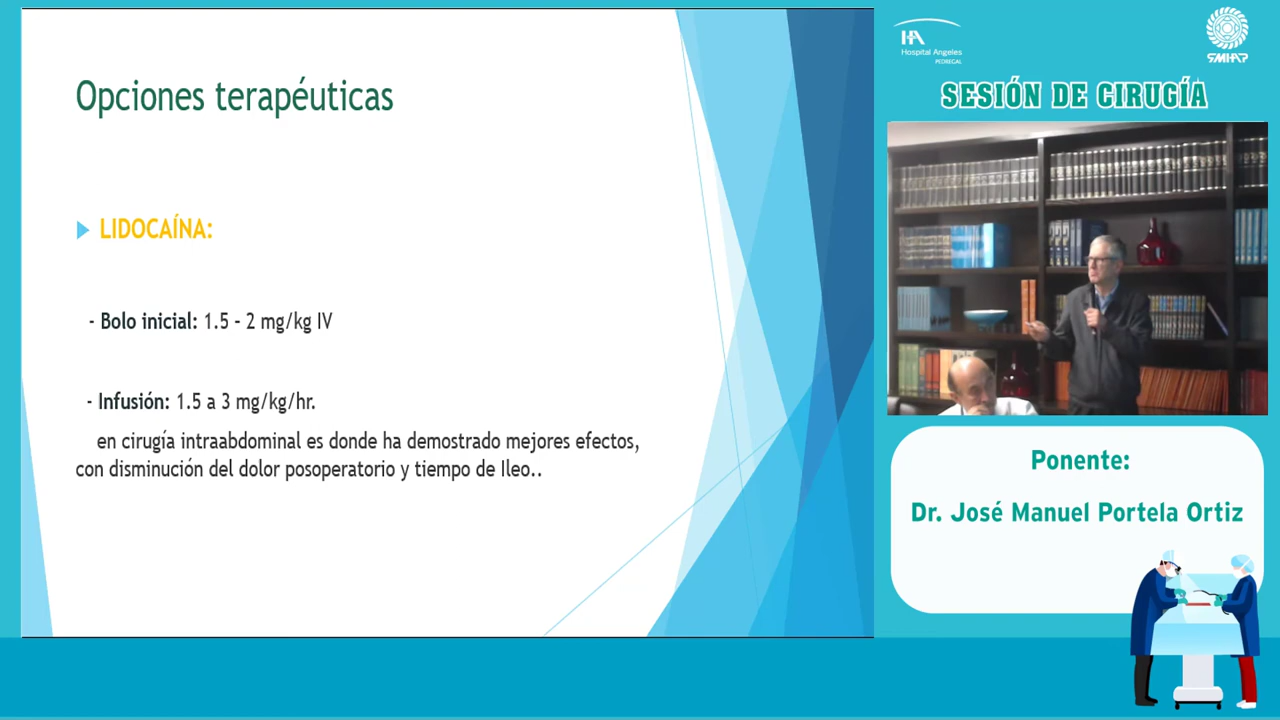 Opciones terapéuticas
LIDOCAÍNA:
- Bolo inicial: 1.5 - 2 mg/kg IV
- Infusión: 1.5 a 3 mg/kg/hr.
en cirugía intraabdominal es donde ha demostrado mejores efectos,
con disminución del dolor posoperatorio y tiempo de Ileo..
HA
Hospital Angeles
PEDREGAL
SMHAP
SESIÓN DE CIRUGÍA
Ponente:
Dr. José Manuel Portela Ortiz